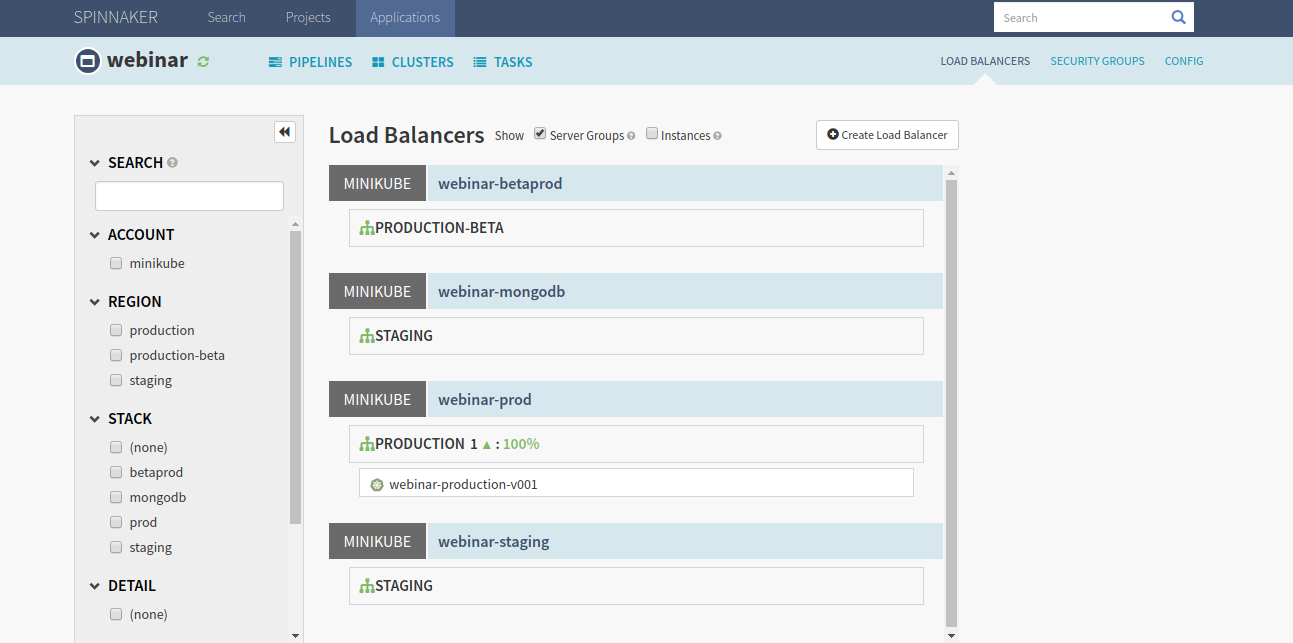 SPINNAKER Search Projects Applications Search
webinar PIPELINES CLUSTERS TASKS LOAD BALANCERS SECURITY GROUPS CONFIG
SEARCH
ACCOUNT
minikube
REGION
production
production-beta
staging
STACK
(none)
betaprod
mongodb
prod
staging
DETAIL
(none)
Load Balancers Show Server Groups Instances Create Load Balancer
MINIKUBE webinar-betaprod
PRODUCTION-BETA
MINIKUBE webinar-mongodb
STAGING
MINIKUBE webinar-prod
PRODUCTION 1 ▲ : 100%
webinar-production-v001
MINIKUBE webinar-staging
STAGING